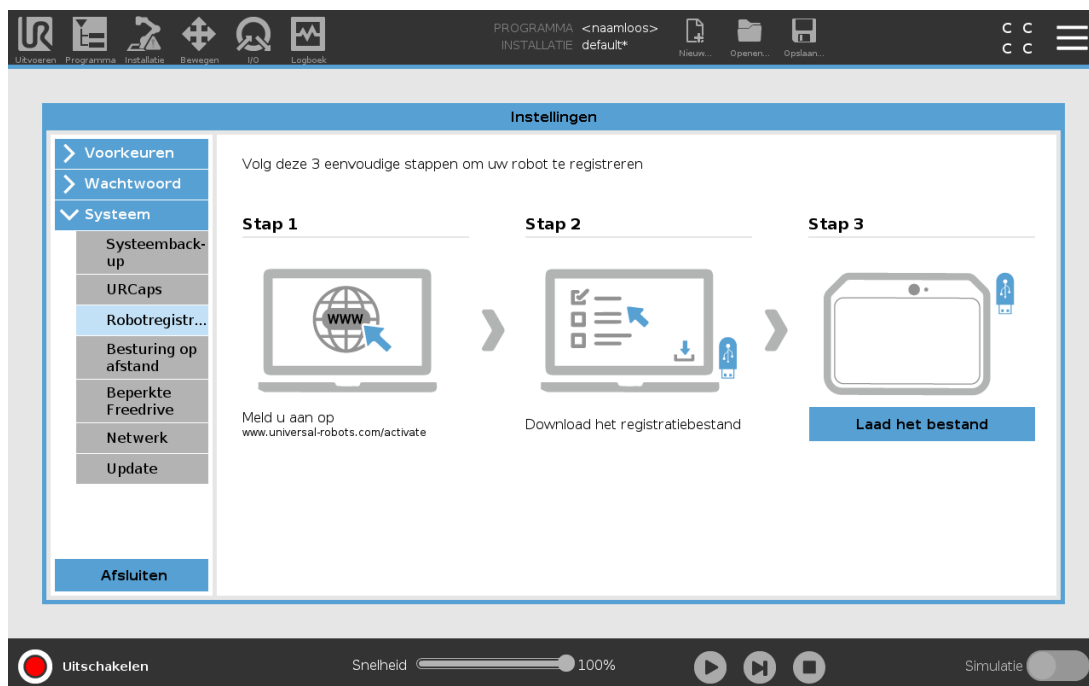 PROGRAMMA <naamloos>
INSTALLATIE default*
Uitvoeren Programma Installatie Bewegen I/O Logboek
Nieuw... Openen... Opslaan...
C C
C C
Instellingen
Voorkeuren
Wachtwoord
Systeem
Systeemback-
up
URCaps
Robotregistr...
Besturing op
afstand
Beperkte
Freedrive
Netwerk
Update
Afsluiten
Volg deze 3 eenvoudige stappen om uw robot te registreren
Stap 1
WWW
Meld u aan op
www.universal-robots.com/activate
Stap 2
Download het registratiebestand
Stap 3
Laad het bestand
Uitschakelen
Snelheid 100%
Simulatie